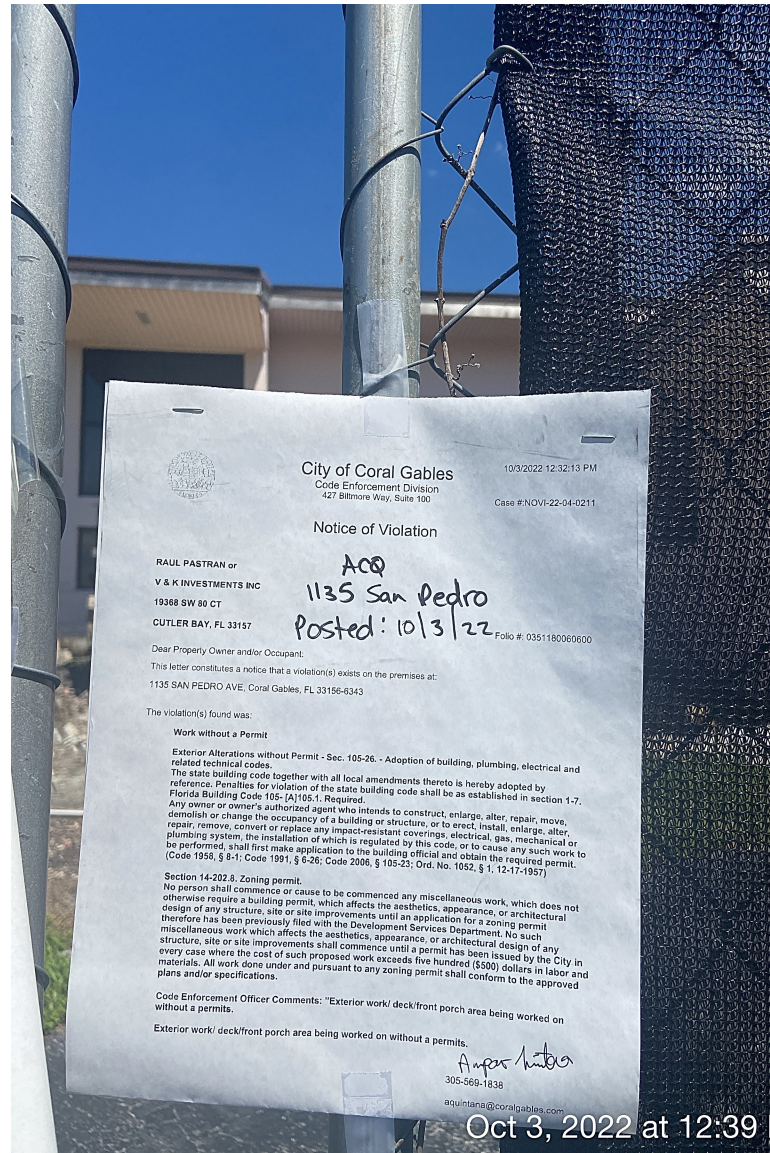 City of Coral Gables
Code Enforcement Division
427 Biltmore Way, Suite 100
10/3/2022 12:32:13 PM
Case #:NOVI-22-04-0211
Notice of Violation
RAUL PASTRAN or
V & K INVESTMENTS INC
19368 SW 80 CT
CUTLER BAY, FL 33157
ACQ
1135 San Pedro
Posted: 10/3/22
Folio #: 0351180060600
Dear Property Owner and/or Occupant:
This letter constitutes a notice that a violation(s) exists on the premises at:
1135 SAN PEDRO AVE, Coral Gables, FL 33156-6343
The violation(s) found was:
Work without a Permit
Exterior Alterations without Permit - Sec. 105-26. - Adoption of building, plumbing, electrical and
related technical codes.
The state building code together with all local amendments thereto is hereby adopted by
reference. Penalties for violation of the state building code shall be as established in section 1-7.
Florida Building Code 105- [A]105.1. Required.
Any owner or owner's authorized agent who intends to construct, enlarge, alter, repair, move,
demolish or change the occupancy of a building or structure, or to erect, install, enlarge, alter,
repair, remove, convert or replace any impact-resistant coverings, electrical, gas, mechanical or
plumbing system, the installation of which is regulated by this code, or to cause any such work to
be performed, shall first make application to the building official and obtain the required permit.
(Code 1958, § 8-1; Code 1991, § 6-26; Code 2006, § 105-23; Ord. No. 1052, § 1, 12-17-1957)
Section 14-202.8. Zoning permit.
No person shall commence or cause to be commenced any miscellaneous work, which does not
otherwise require a building permit, which affects the aesthetics, appearance, or architectural
design of any structure, site or site improvements until an application for a zoning permit
therefore has been previously filed with the Development Services Department. No such
miscellaneous work which affects the aesthetics, appearance, or architectural design of any
structure, site or site improvements shall commence until a permit has been issued by the City in
every case where the cost of such proposed work exceeds five hundred ($500) dollars in labor and
materials. All work done under and pursuant to any zoning permit shall conform to the approved
plans and/or specifications.
Code Enforcement Officer Comments: "Exterior work/ deck/front porch area being worked on
without a permits.
Exterior work/ deck/front porch area being worked on without a permits.
305-569-1838
aquintana@coralgables.com
Oct 3, 2022 at 12:39